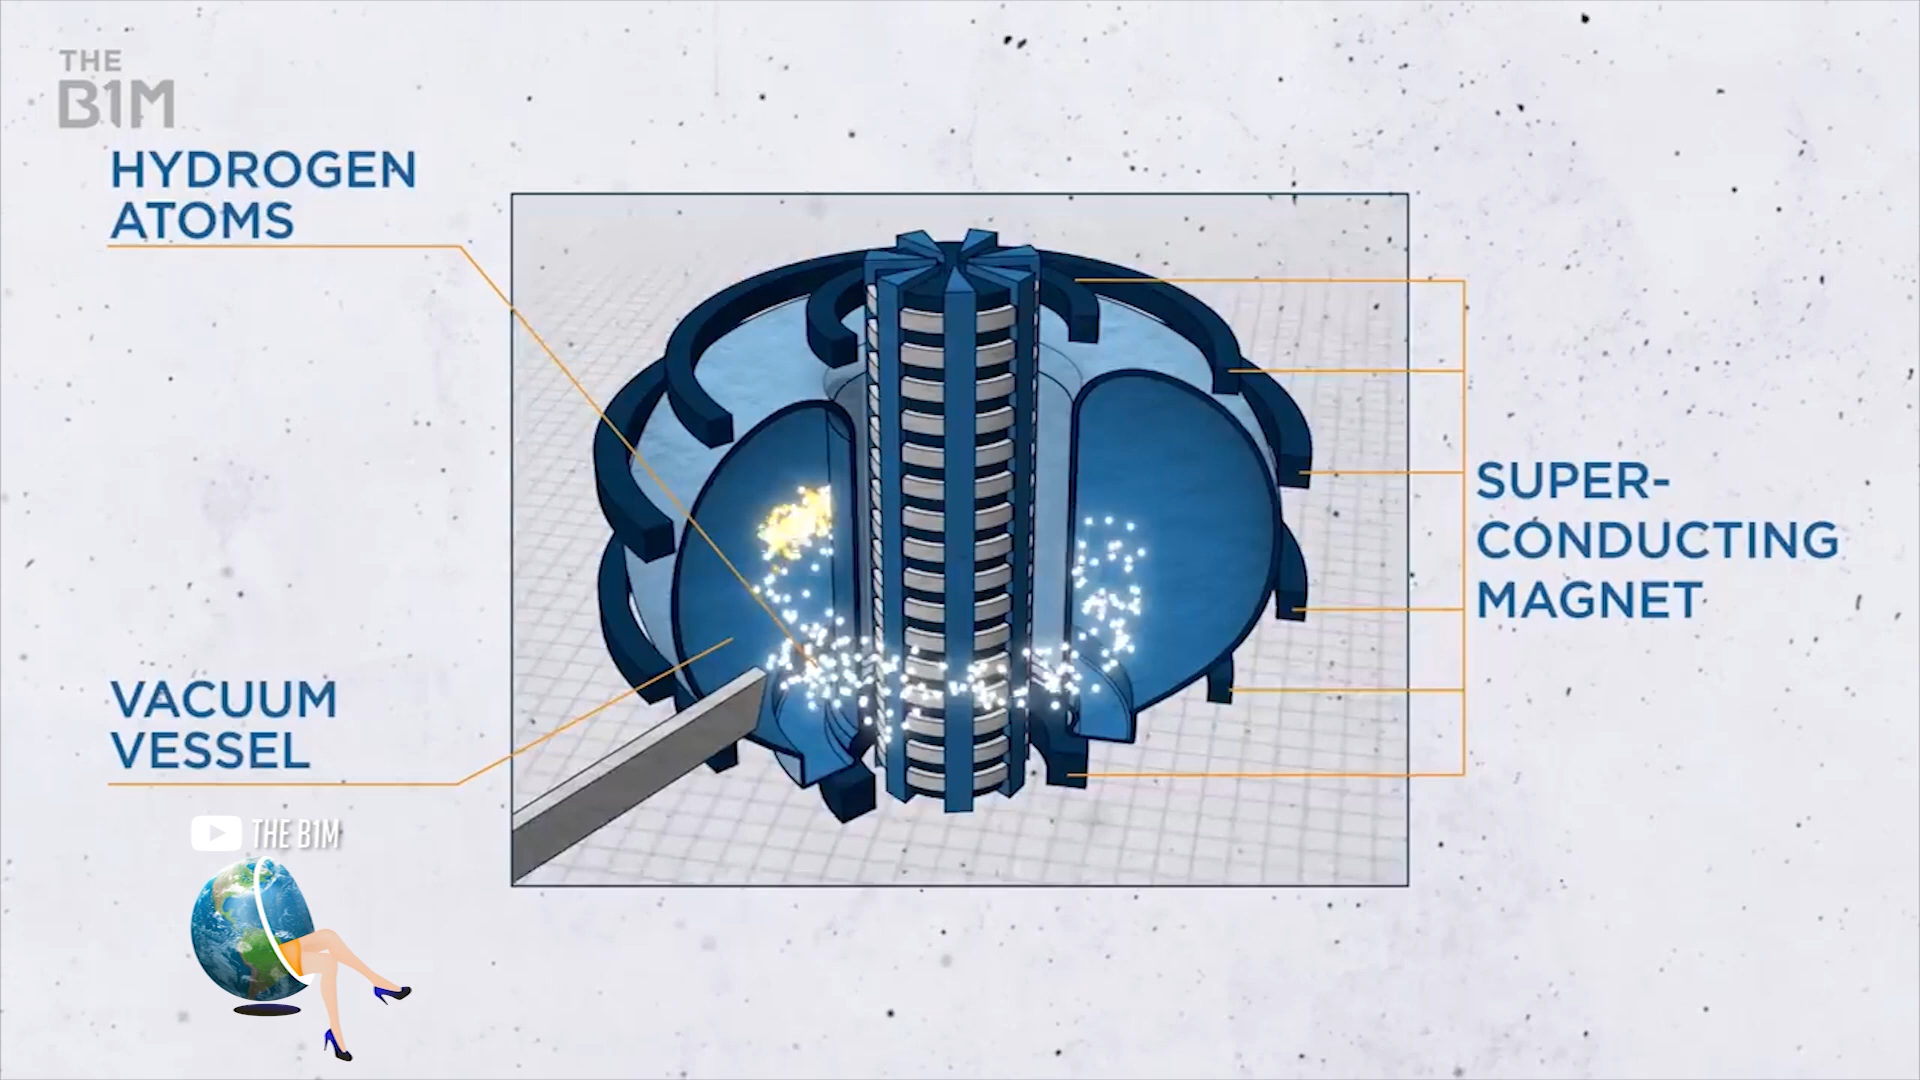 THE
B1M
HYDROGEN
ATOMS
SUPER-
CONDUCTING
MAGNET
VACUUM
VESSEL
THE B1M